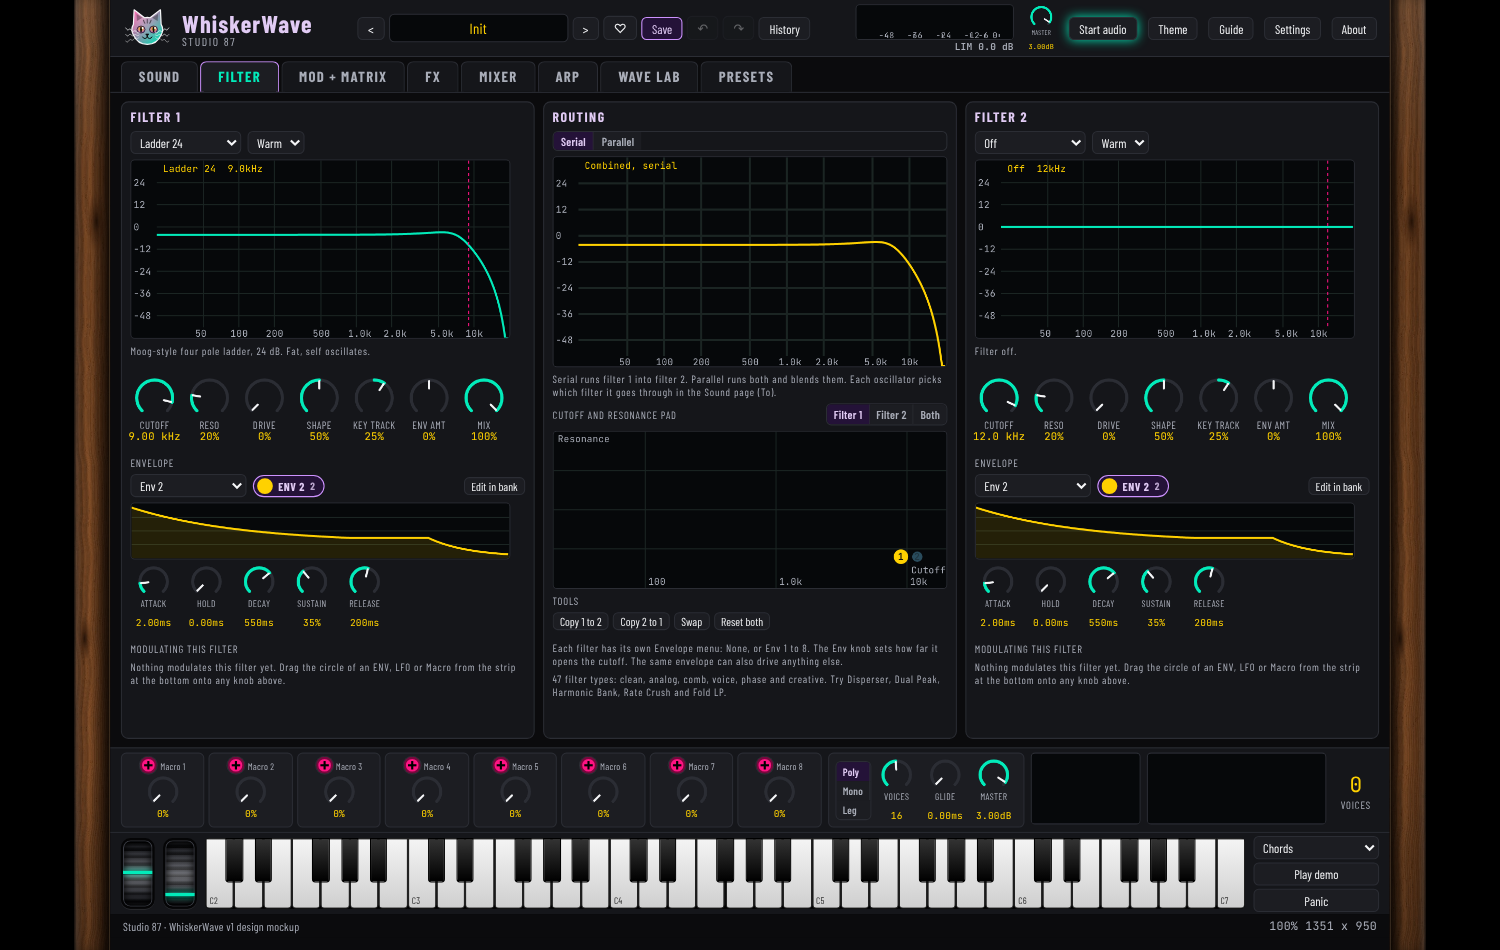 WhiskerWave
STUDIO 87
<
Init
>
Save
History
LIM 0.0 dB
MASTER
3.00dB
Start audio
Theme
Guide
Settings
About
SOUND
FILTER
MOD + MATRIX
FX
MIXER
ARP
WAVE LAB
PRESETS
FILTER 1
Ladder 24
Warm
Ladder 24 9.0kHz
24
12
0
-12
-24
-36
-48
50 100 200 500 1.0k 2.0k 5.0k 10k
Moog-style four pole ladder, 24 dB. Fat, self oscillates.
CUTOFF RESO DRIVE SHAPE KEY TRACK ENV AMT MIX
9.00 kHz 20% 0% 50% 25% 0% 100%
ENVELOPE
Env 2
ENV 2 2
Edit in bank
ATTACK HOLD DECAY SUSTAIN RELEASE
2.00ms 0.00ms 550ms 35% 200ms
MODULATING THIS FILTER
Nothing modulates this filter yet. Drag the circle of an ENV, LFO or Macro from the strip
at the bottom onto any knob above.
ROUTING
Serial Parallel
Combined, serial
24
12
0
-12
-24
-36
-48
50 100 200 500 1.0k 2.0k 5.0k 10k
Serial runs filter 1 into filter 2. Parallel runs both and blends them. Each oscillator picks
which filter it goes through in the Sound page (To).
CUTOFF AND RESONANCE PAD
Filter 1 Filter 2 Both
Resonance
1
Cutoff
100 1.0k 10k
TOOLS
Copy 1 to 2 Copy 2 to 1 Swap Reset both
Each filter has its own Envelope menu: None, or Env 1 to 8. The Env knob sets how far it
opens the cutoff. The same envelope can also drive anything else.
47 filter types: clean, analog, comb, voice, phase and creative. Try Disperser, Dual Peak,
Harmonic Bank, Rate Crush and Fold LP.
FILTER 2
Off
Warm
Off 12kHz
24
12
0
-12
-24
-36
-48
50 100 200 500 1.0k 2.0k 5.0k 10k
Filter off.
CUTOFF RESO DRIVE SHAPE KEY TRACK ENV AMT MIX
12.0 kHz 20% 0% 50% 25% 0% 100%
ENVELOPE
Env 2
ENV 2 2
Edit in bank
ATTACK HOLD DECAY SUSTAIN RELEASE
2.00ms 0.00ms 550ms 35% 200ms
MODULATING THIS FILTER
Nothing modulates this filter yet. Drag the circle of an ENV, LFO or Macro from the strip
at the bottom onto any knob above.
Macro 1 Macro 2 Macro 3 Macro 4 Macro 5 Macro 6 Macro 7 Macro 8
0% 0% 0% 0% 0% 0% 0% 0%
Poly
Mono
Leg
VOICES GLIDE MASTER
16 0.00ms 3.00dB
0
VOICES
C2 C3 C4 C5 C6 C7
Chords
Play demo
Panic
Studio 87 · WhiskerWave v1 design mockup
100% 1351 x 950